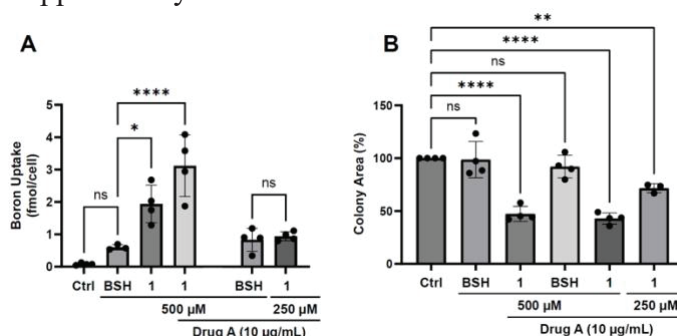 A
****
*
ns
ns
5
4
3
2
1
0
Boron Uptake
(fmol/cell)
Ctrl BSH 1 1 BSH 1
500 µM 250 µM
Drug A (10 µg/mL)
B
**
****
ns
****
ns
150
100
50
0
Colony Area (%)
Ctrl BSH 1 BSH 1 1
500 µM 250 µM
Drug A (10 µg/mL)